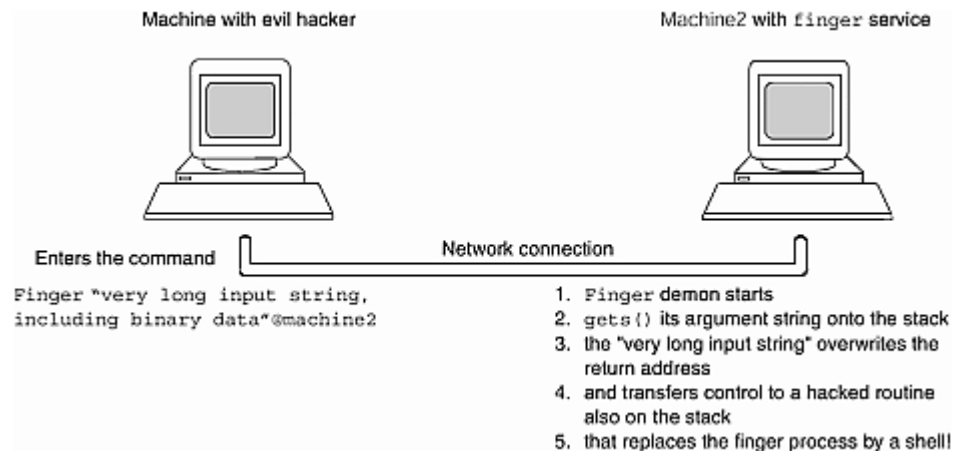 Machine with evil hacker
Machine2 with finger service
Enters the command
Network connection
Finger "very long input string,
including binary data"@machine2
1. Finger demon starts
2. gets() its argument string onto the stack
3. the "very long input string" overwrites the
return address
4. and transfers control to a hacked routine
also on the stack
5. that replaces the finger process by a shell!